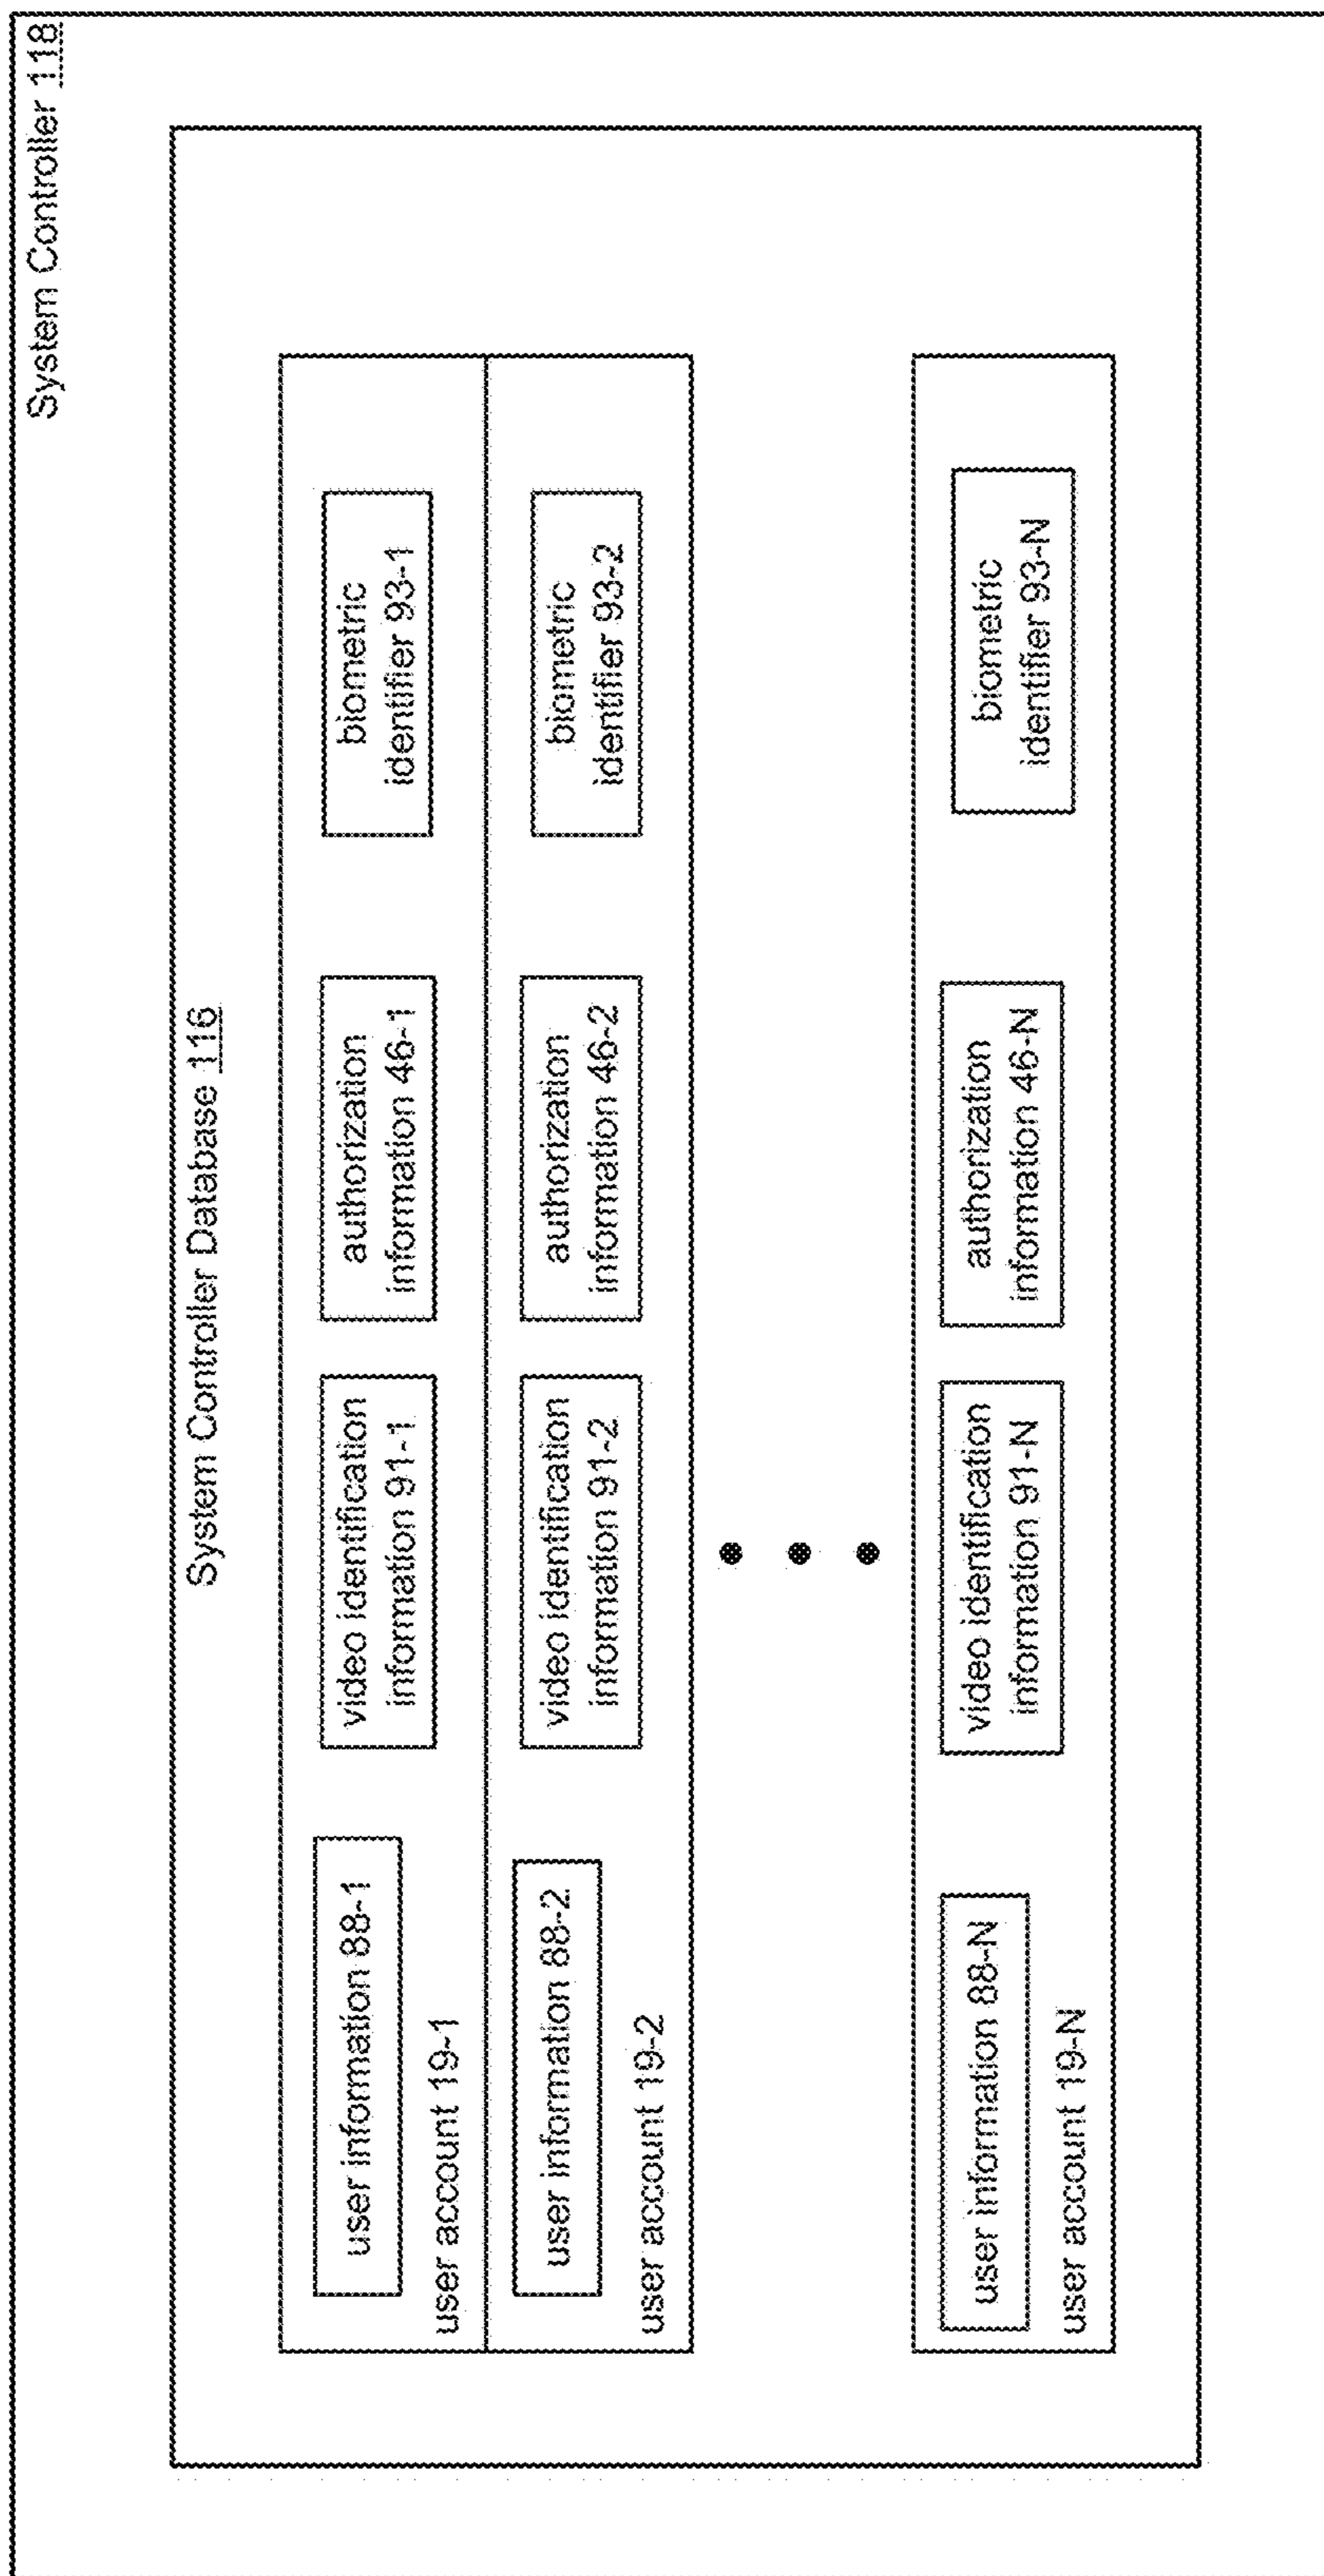 System Controller 118
System Controller Database 116
user information 88-1
video identification
information 91-1
authorization
information 46-1
biometric
identifier 93-1
user account 19-1
user information 88-2
video identification
information 91-2
authorization
information 46-2
biometric
identifier 93-2
user account 19-2
user information 88-N
video identification
information 91-N
authorization
information 46-N
biometric
identifier 93-N
user account 19-N